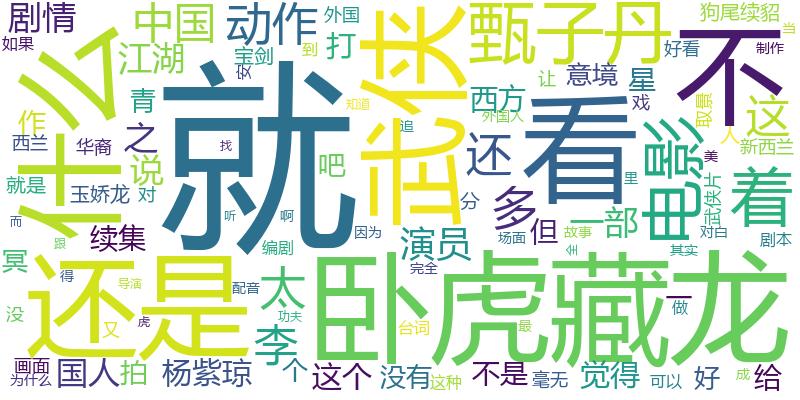 剧情
中国
动作
外国
打
武侠
甄子丹
狗尾续貂
当
如果
到
好看
制作
什么
江湖
宝剑
安
就
让
意境
星
不
作
青
之
知道
西方
戏
取景
这
西兰
华裔
说
找
追
外国人
还
看
电影
人
新西兰
美
就是
玉娇龙
对
吧
分
多
里
武侠片
着
而
听
啊
因为
但
一部
故事
对白
冥
续集
编剧
演员
场面
全
其实
剧本
跟
还是
太
卧虎藏龙
完全
得
导演
配音
一
没
又
虎
功夫
李
台词
最
做
画面
为什么
国人
拍
杨紫琼
个
这个
没有
这种
不是
毫无
觉得
可以
好
成
给